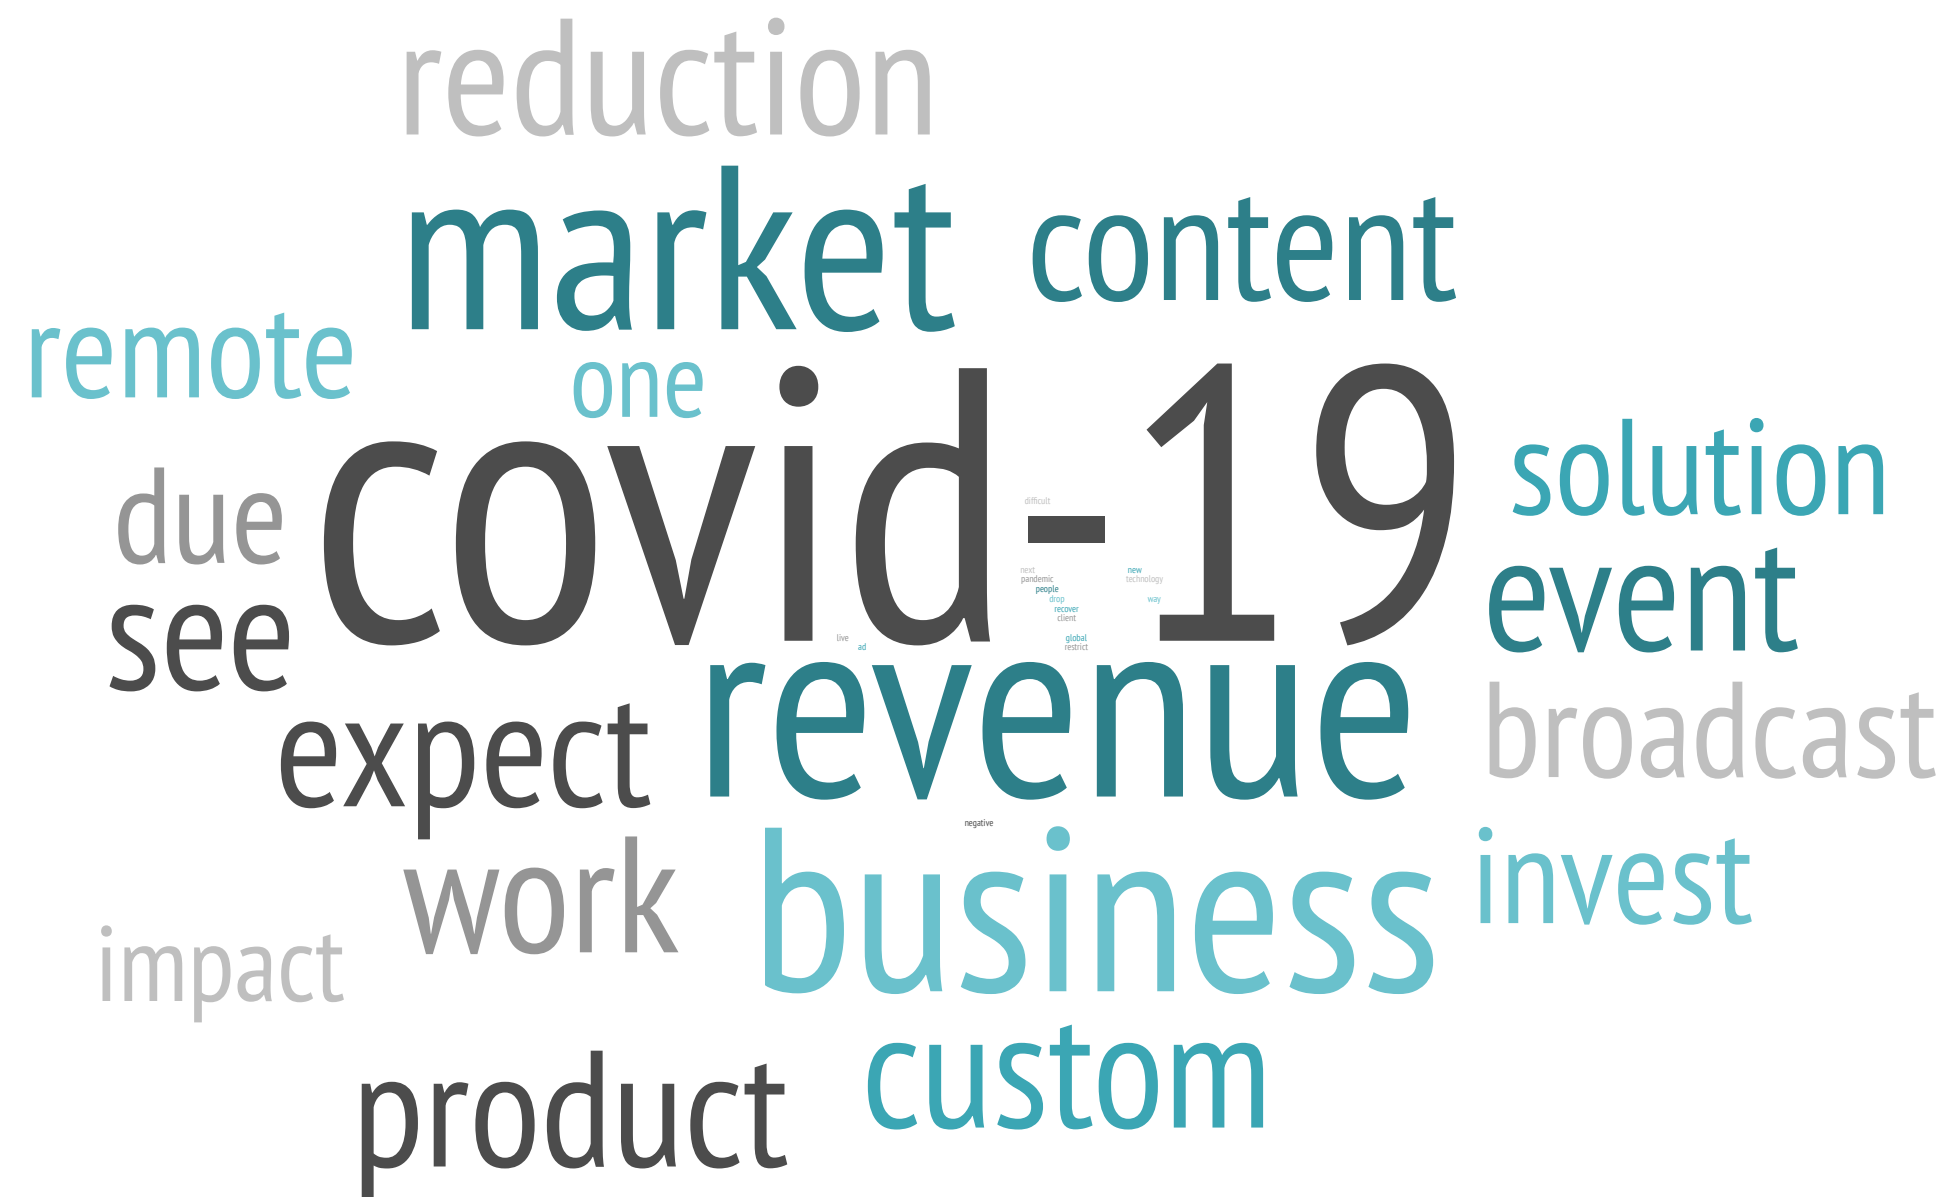 reduction
market
content
remote
one
covid-19
solution
due
difficult
event
next
new
pandemic
technology
people
drop
way
recover
client
see
live
global
ad
restrict
revenue
broadcast
expect
negative
business
invest
work
impact
custom
product